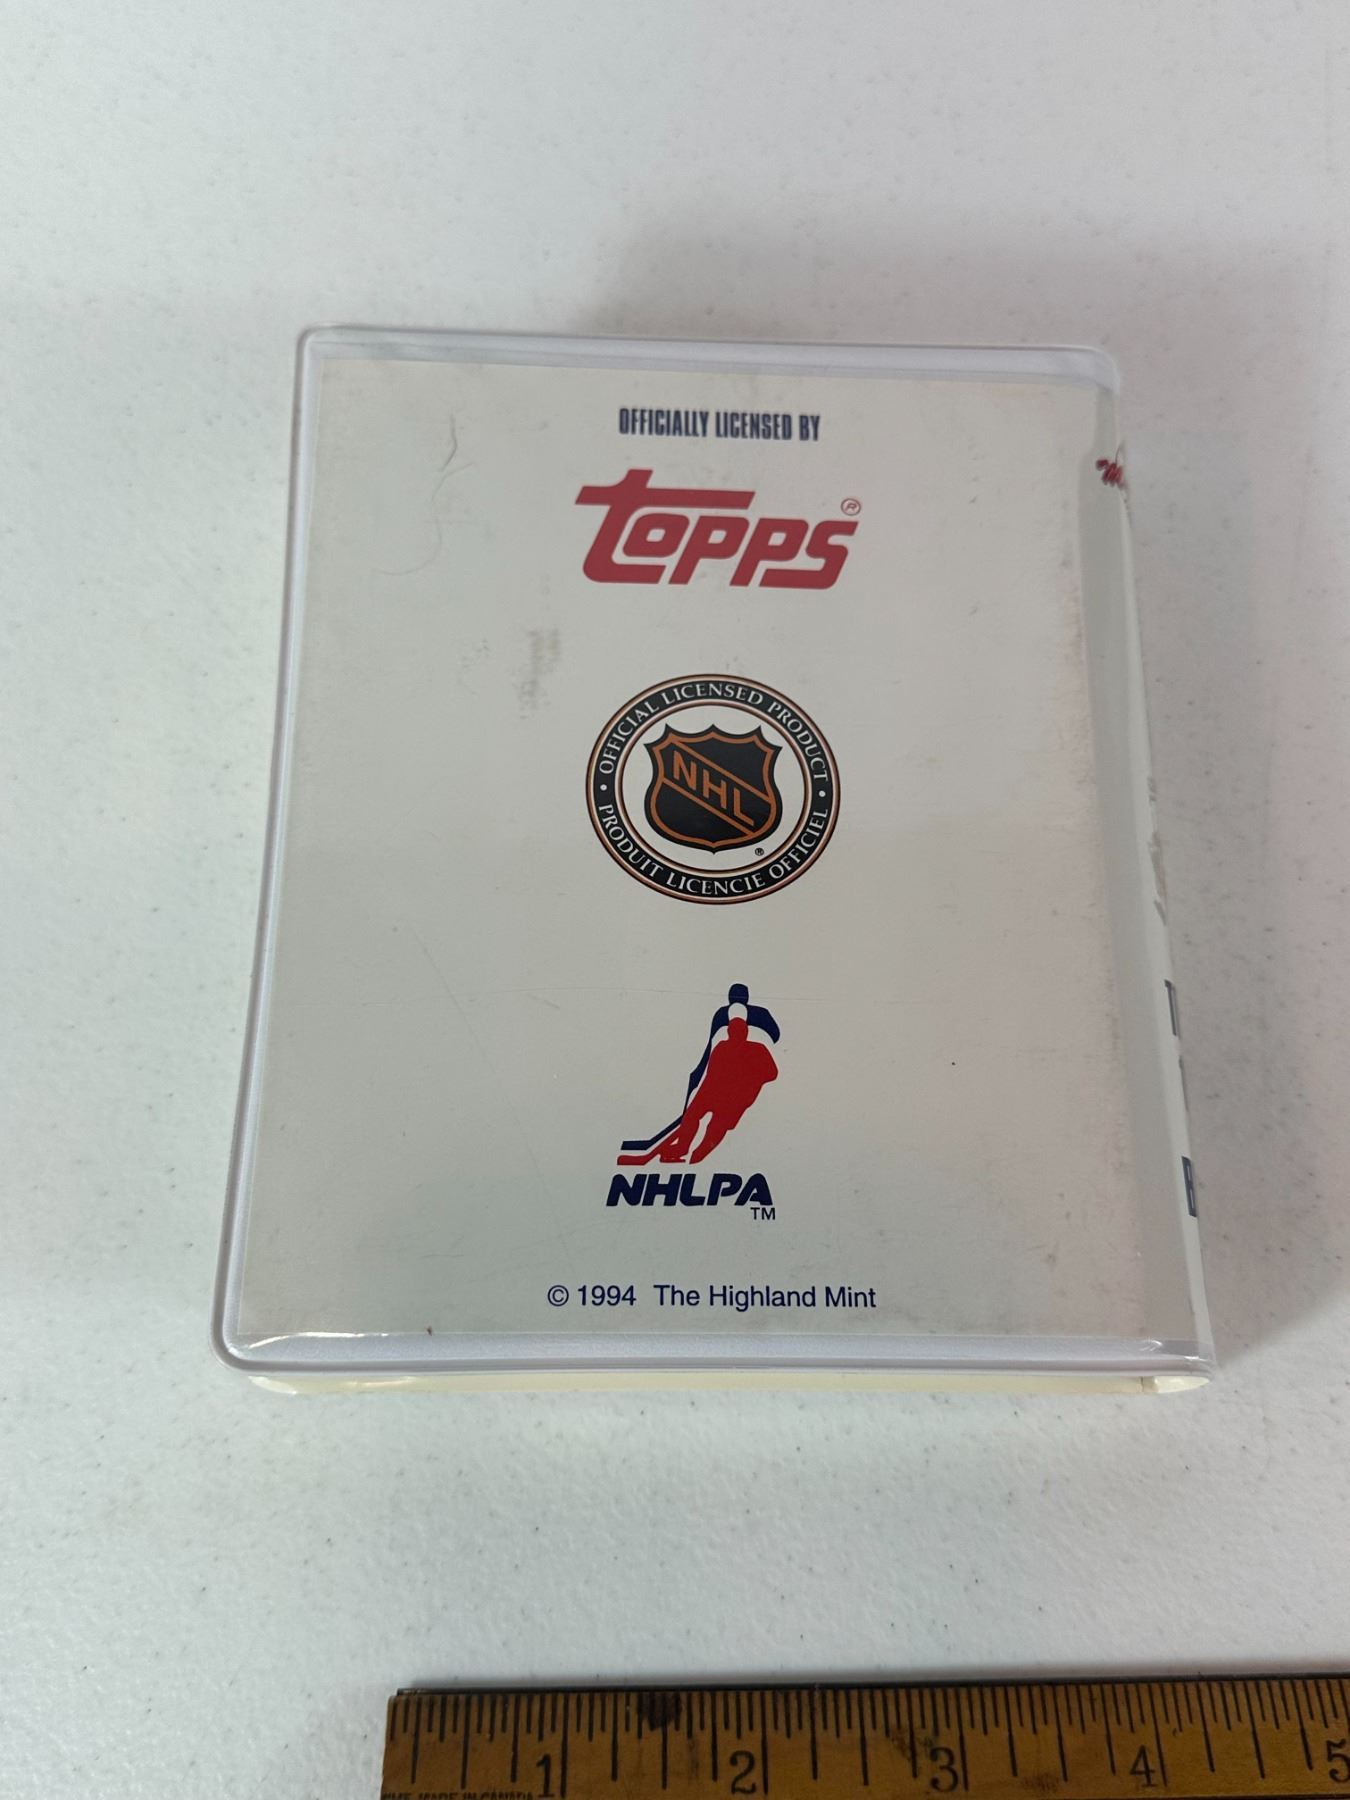 OFFICIALLY LICENSED BY
topps®
OFFICIAL LICENSED PRODUCT
NHL®
PRODUIT LICENCIE OFFICIEL
NHLPA
TM
© 1994 The Highland Mint
1 2 3 4 5